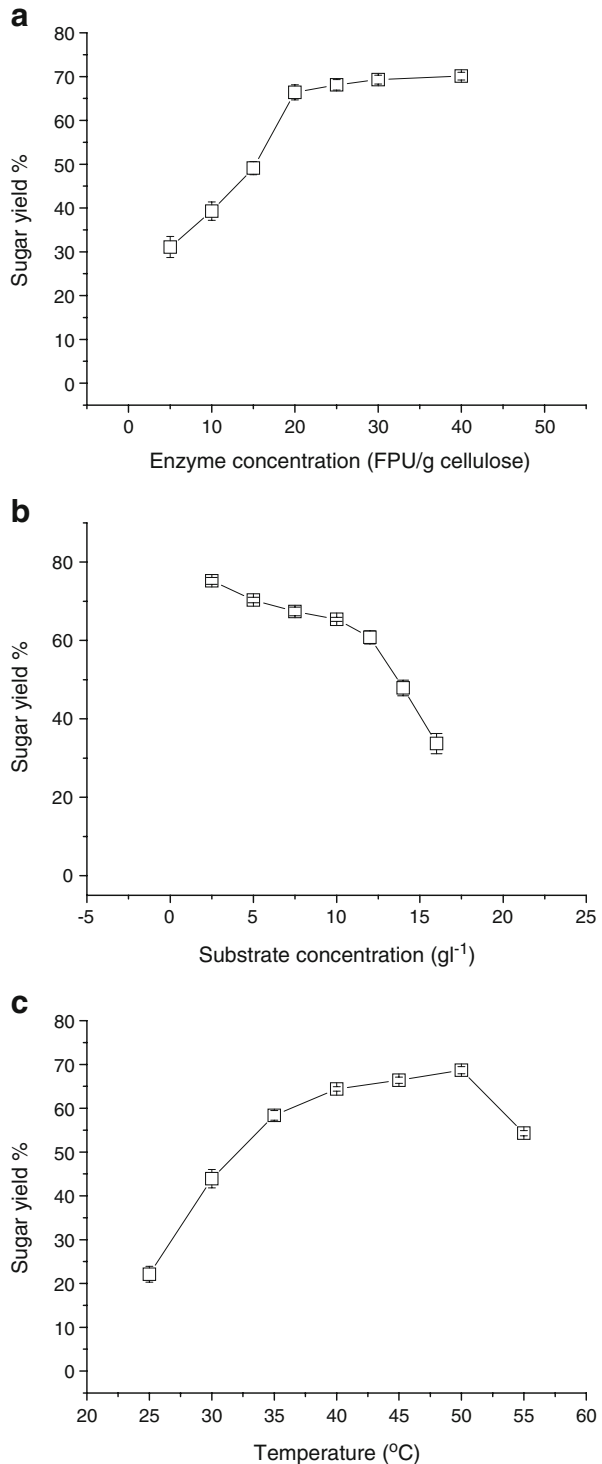 a
80
70
60
50
40
30
20
10
0
Sugar yield %
0 10 20 30 40 50
Enzyme concentration (FPU/g cellulose)
b
80
60
40
20
0
Sugar yield %
-5 0 5 10 15 20 25
Substrate concentration (gl⁻¹)
c
80
70
60
50
40
30
20
10
0
Sugar yield %
20 25 30 35 40 45 50 55 60
Temperature (°C)